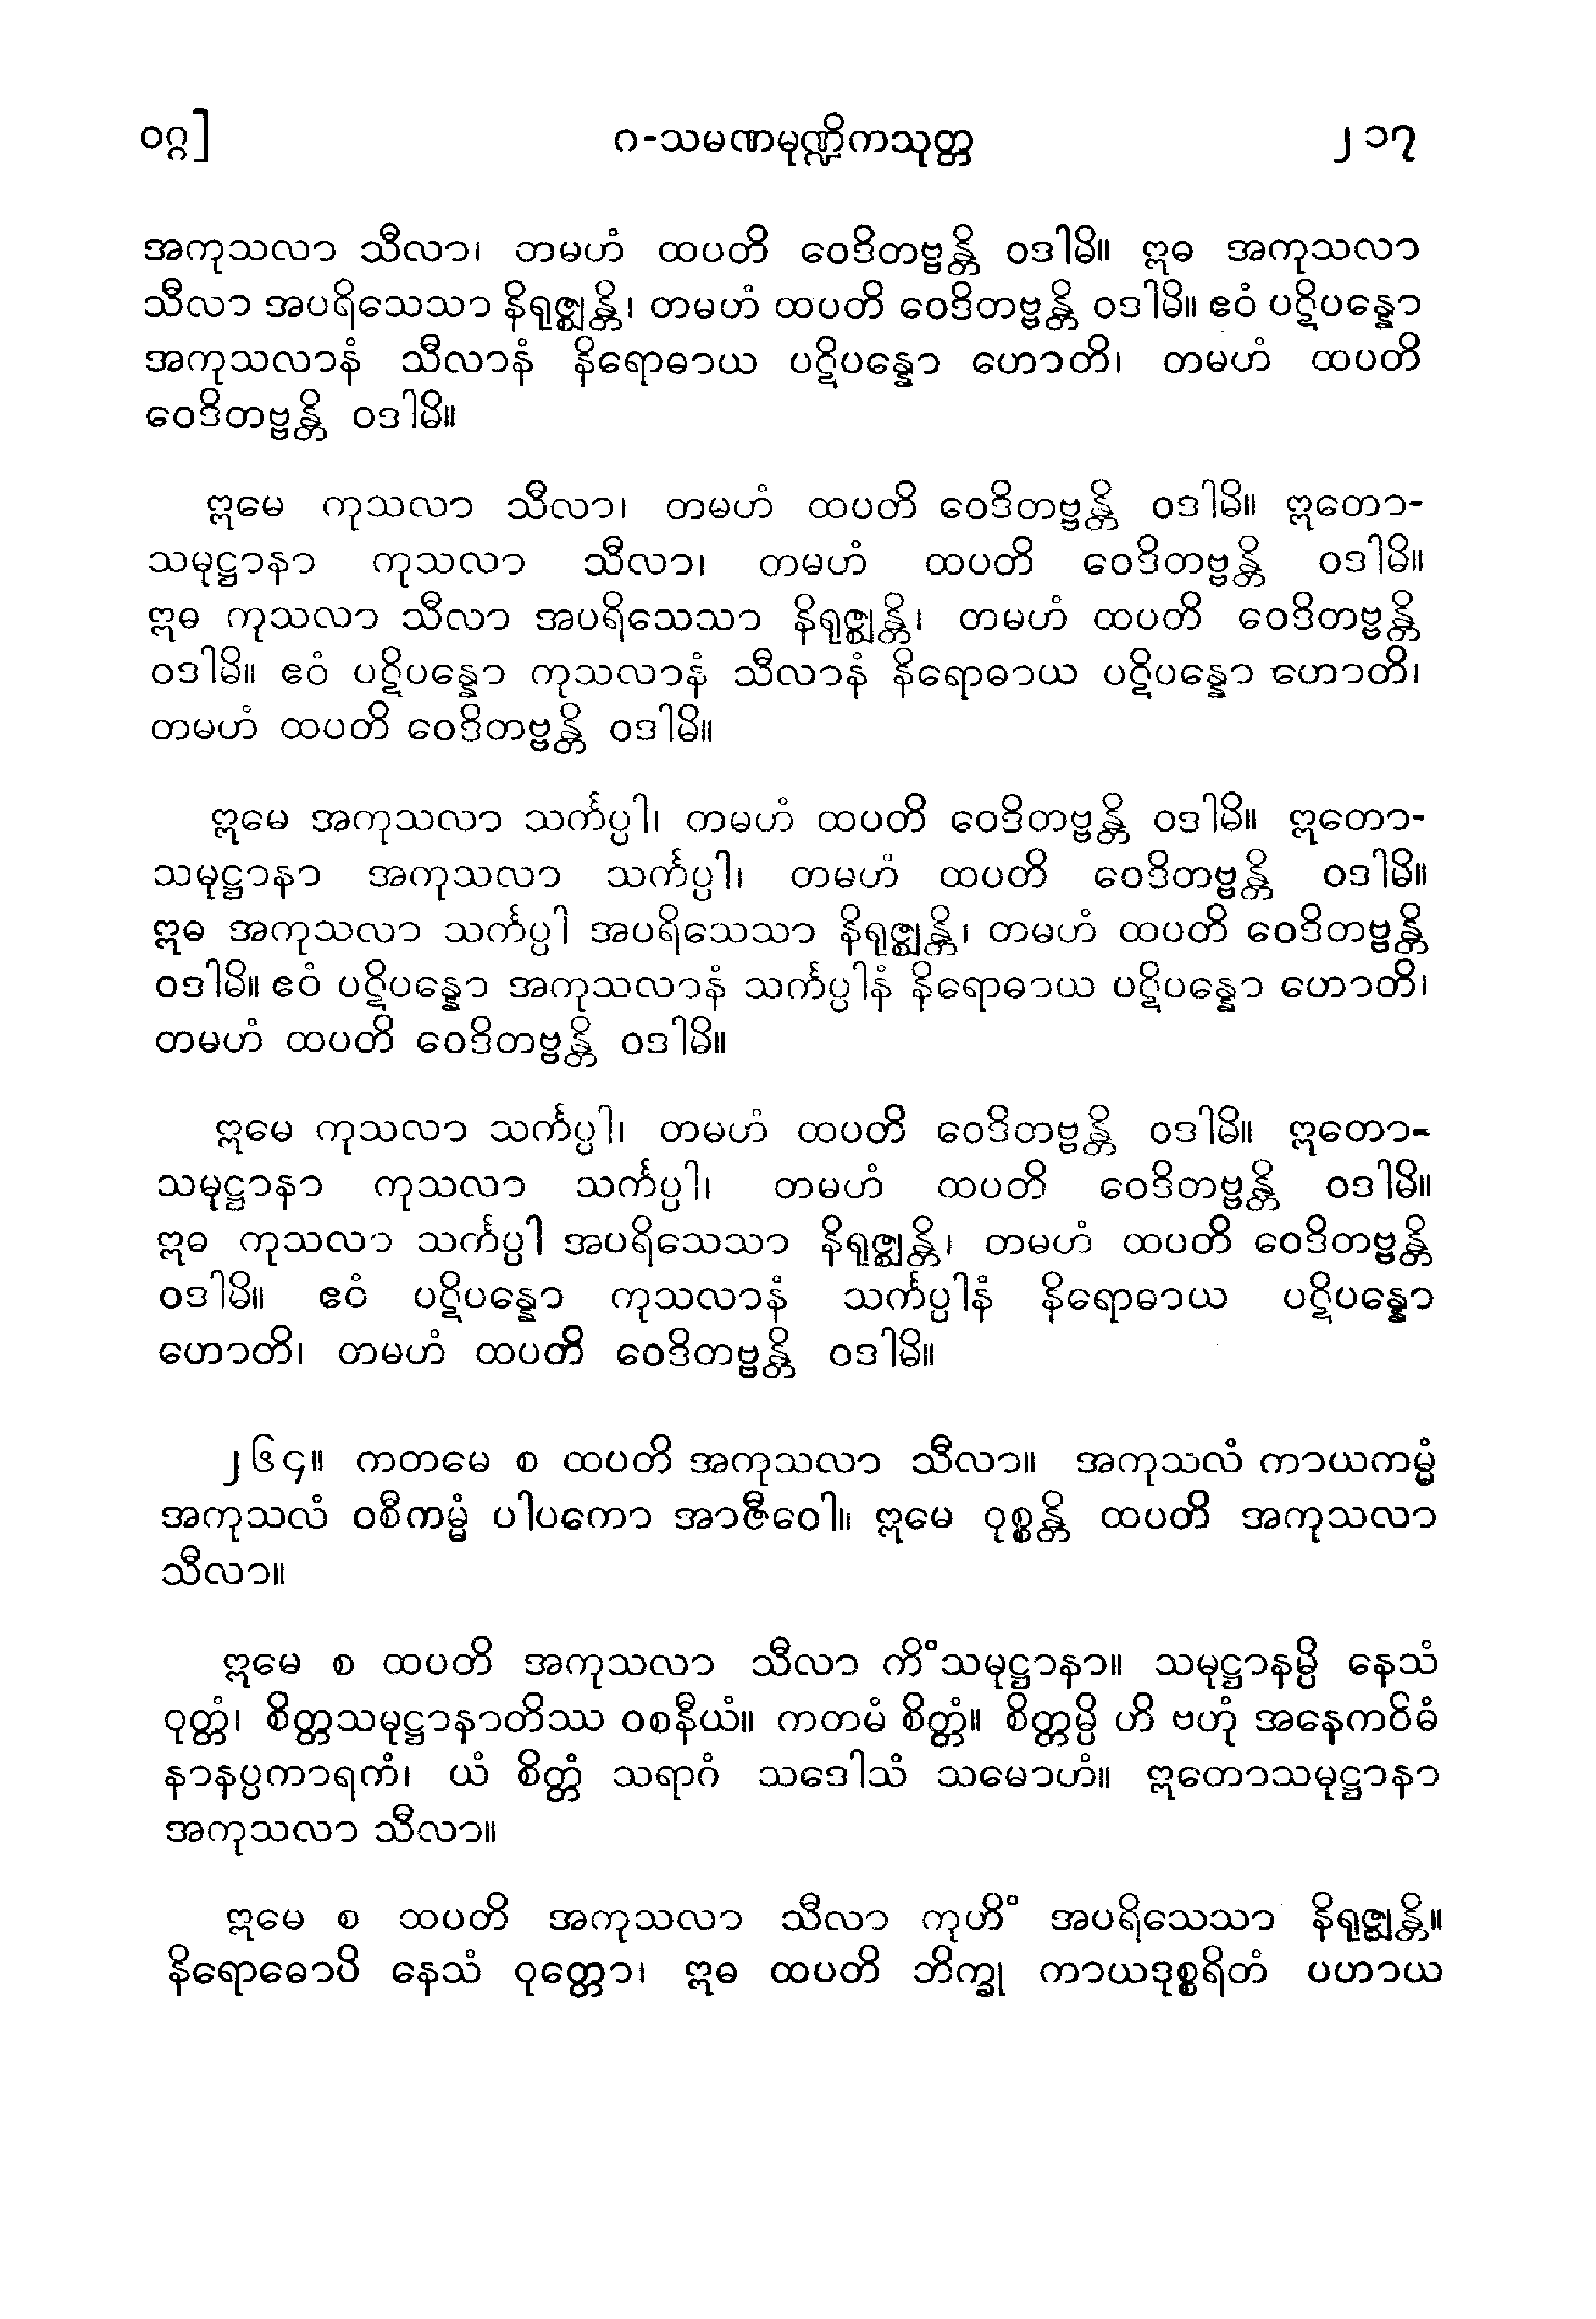 ၀ဂ္ဂ]
ဂ-သမဏမုဏ္ဍိကသုတ္တ
၂၁၇
အကုသလာ သီလာ၊ တမဟံ ထပတိ ဝေဒိတဗ္ဗန္တိ ဝဒါမိ။ ဣဓ အကုသလာ
သီလာ အပရိသေသာ နိရုဇ္ဈန္တိ၊ တမဟံ ထပတိ ဝေဒိတဗ္ဗန္တိ ဝဒါမိ။ ဧဝံ ပဋိပန္နော
အကုသလာနံ သီလာနံ နိရောဓာယ ပဋိပန္နော ဟောတိ၊ တမဟံ ထပတိ
ဝေဒိတဗ္ဗန္တိ ဝဒါမိ။
ဣမေ ကုသလာ သီလာ၊ တမဟံ ထပတိ ဝေဒိတဗ္ဗန္တိ ဝဒါမိ။ ဣတော-
သမုဋ္ဌာနာ ကုသလာ သီလာ၊ တမဟံ ထပတိ ဝေဒိတဗ္ဗန္တိ ဝဒါမိ။
ဣဓ ကုသလာ သီလာ အပရိသေသာ နိရုဇ္ဈန္တိ၊ တမဟံ ထပတိ ဝေဒိတဗ္ဗန္တိ
ဝဒါမိ။ ဧဝံ ပဋိပန္နော ကုသလာနံ သီလာနံ နိရောဓာယ ပဋိပန္နော ဟောတိ၊
တမဟံ ထပတိ ဝေဒိတဗ္ဗန္တိ ဝဒါမိ။
ဣမေ အကုသလာ သင်္ကပ္ပါ၊ တမဟံ ထပတိ ဝေဒိတဗ္ဗန္တိ ဝဒါမိ။ ဣတော-
သမုဋ္ဌာနာ အကုသလာ သင်္ကပ္ပါ၊ တမဟံ ထပတိ ဝေဒိတဗ္ဗန္တိ ဝဒါမိ။
ဣဓ အကုသလာ သင်္ကပ္ပါ အပရိသေသာ နိရုဇ္ဈန္တိ၊ တမဟံ ထပတိ ဝေဒိတဗ္ဗန္တိ
ဝဒါမိ။ ဧဝံ ပဋိပန္နော အကုသလာနံ သင်္ကပ္ပါနံ နိရောဓာယ ပဋိပန္နော ဟောတိ၊
တမဟံ ထပတိ ဝေဒိတဗ္ဗန္တိ ဝဒါမိ။
ဣမေ ကုသလာ သင်္ကပ္ပါ၊ တမဟံ ထပတိ ဝေဒိတဗ္ဗန္တိ ဝဒါမိ။ ဣတော-
သမုဋ္ဌာနာ ကုသလာ သင်္ကပ္ပါ၊ တမဟံ ထပတိ ဝေဒိတဗ္ဗန္တိ ဝဒါမိ။
ဣဓ ကုသလာ သင်္ကပ္ပါ အပရိသေသာ နိရုဇ္ဈန္တိ၊ တမဟံ ထပတိ ဝေဒိတဗ္ဗန္တိ
ဝဒါမိ။ ဧဝံ ပဋိပန္နော ကုသလာနံ သင်္ကပ္ပါနံ နိရောဓာယ ပဋိပန္နော
ဟောတိ၊ တမဟံ ထပတိ ဝေဒိတဗ္ဗန္တိ ဝဒါမိ။
၂၆၄။ ကတမေ စ ထပတိ အကုသလာ သီလာ။ အကုသလံ ကာယကမ္မံ
အကုသလံ ဝစီကမ္မံ ပါပကော အာဇီဝေါ။ ဣမေ ဝုစ္စန္တိ ထပတိ အကုသလာ
သီလာ။
ဣမေ စ ထပတိ အကုသလာ သီလာ ကိံသမုဋ္ဌာနာ။ သမုဋ္ဌာနမ္ပိ နေသံ
ဝုတ္တံ၊ စိတ္တသမုဋ္ဌာနာတိဿ ဝစနီယံ။ ကတမံ စိတ္တံ။ စိတ္တမ္ပိ ဟိ ဗဟုံ အနေကဝိဓံ
နာနပ္ပကာရကံ၊ ယံ စိတ္တံ သရာဂံ သဒေါသံ သမောဟံ။ ဣတောသမုဋ္ဌာနာ
အကုသလာ သီလာ။
ဣမေ စ ထပတိ အကုသလာ သီလာ ကုဟိံ အပရိသေသာ နိရုဇ္ဈန္တိ။
နိရောဓောပိ နေသံ ဝုတ္တော၊ ဣဓ ထပတိ ဘိက္ခု ကာယဒုစ္စရိတံ ပဟာယ